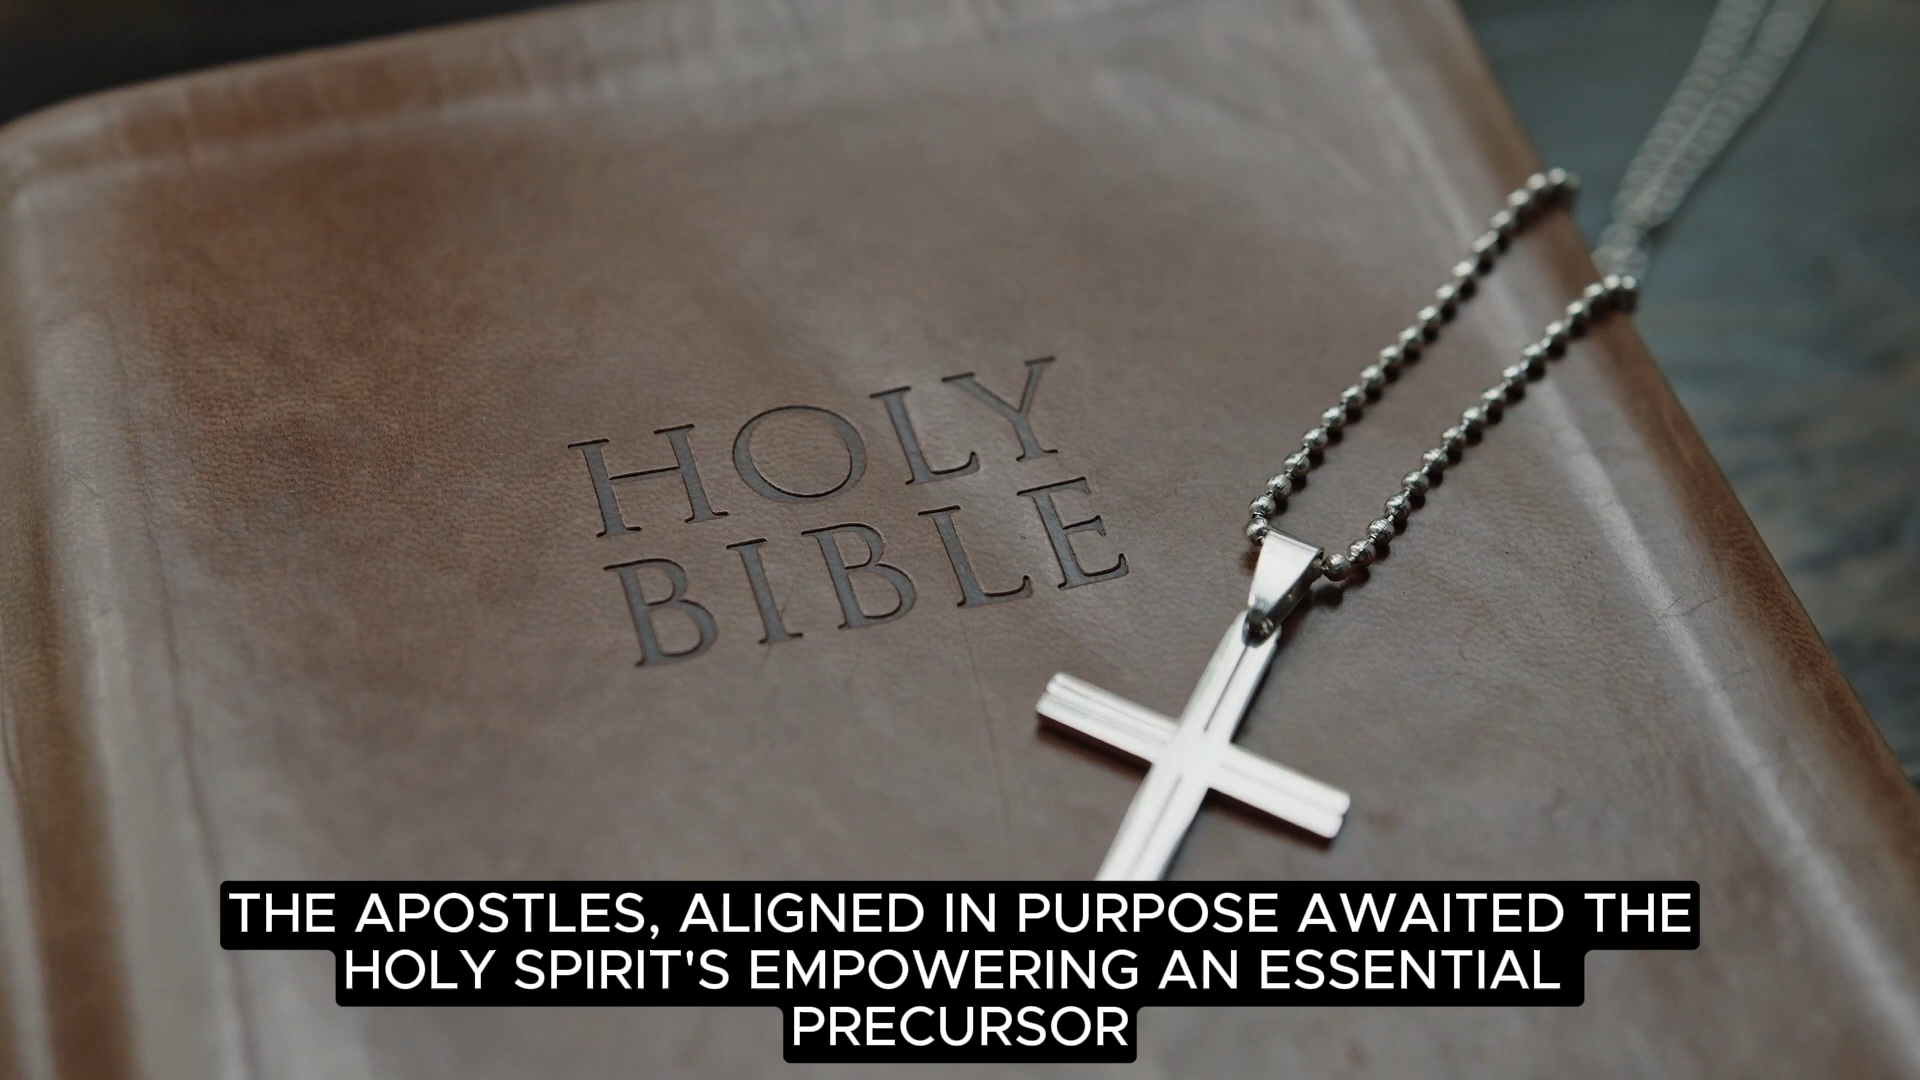 HOLY
BIBLE
THE APOSTLES, ALIGNED IN PURPOSE AWAITED THE
HOLY SPIRIT'S EMPOWERING AN ESSENTIAL
PRECURSOR